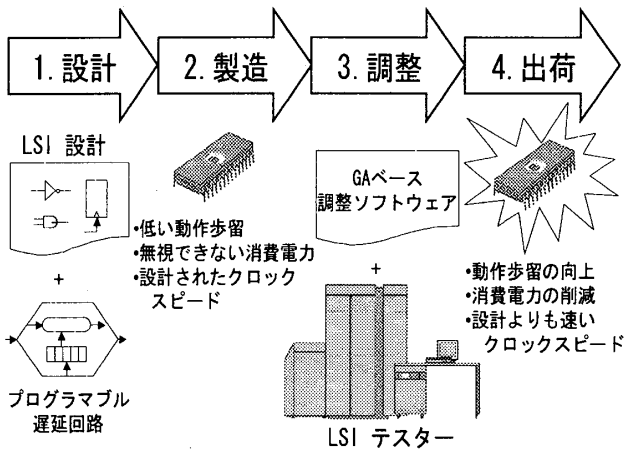 1. 設計
2. 製造
3. 調整
4. 出荷
LSI 設計
+
プログラマブル
遅延回路
・低い動作歩留
・無視できない消費電力
・設計されたクロック
スピード
GAベース
調整ソフトウェア
+
LSI テスター
・動作歩留の向上
・消費電力の削減
・設計よりも速い
クロックスピード